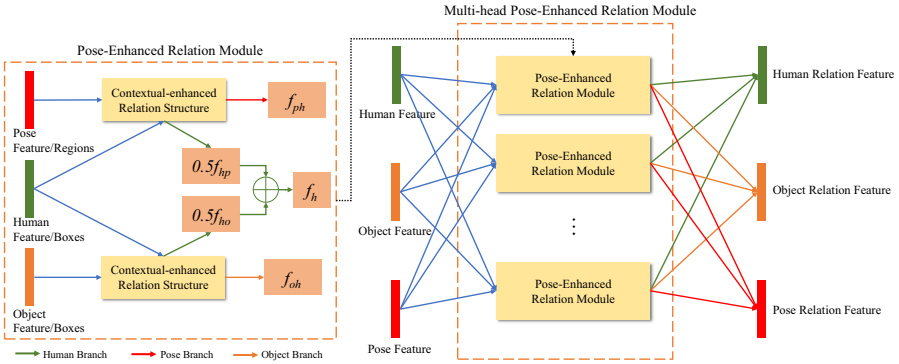 Pose-Enhanced Relation Module
Contextual-enhanced
Relation Structure
f_ph
Pose
Feature/Regions
0.5f_hp
f_h
Human
Feature/Boxes
0.5f_ho
Contextual-enhanced
Relation Structure
f_oh
Object
Feature/Boxes
Human Branch
Pose Branch
Object Branch
Multi-head Pose-Enhanced Relation Module
Human Feature
Object Feature
Pose Feature
Pose-Enhanced
Relation Module
Pose-Enhanced
Relation Module
⋮
Pose-Enhanced
Relation Module
Human Relation Feature
Object Relation Feature
Pose Relation Feature